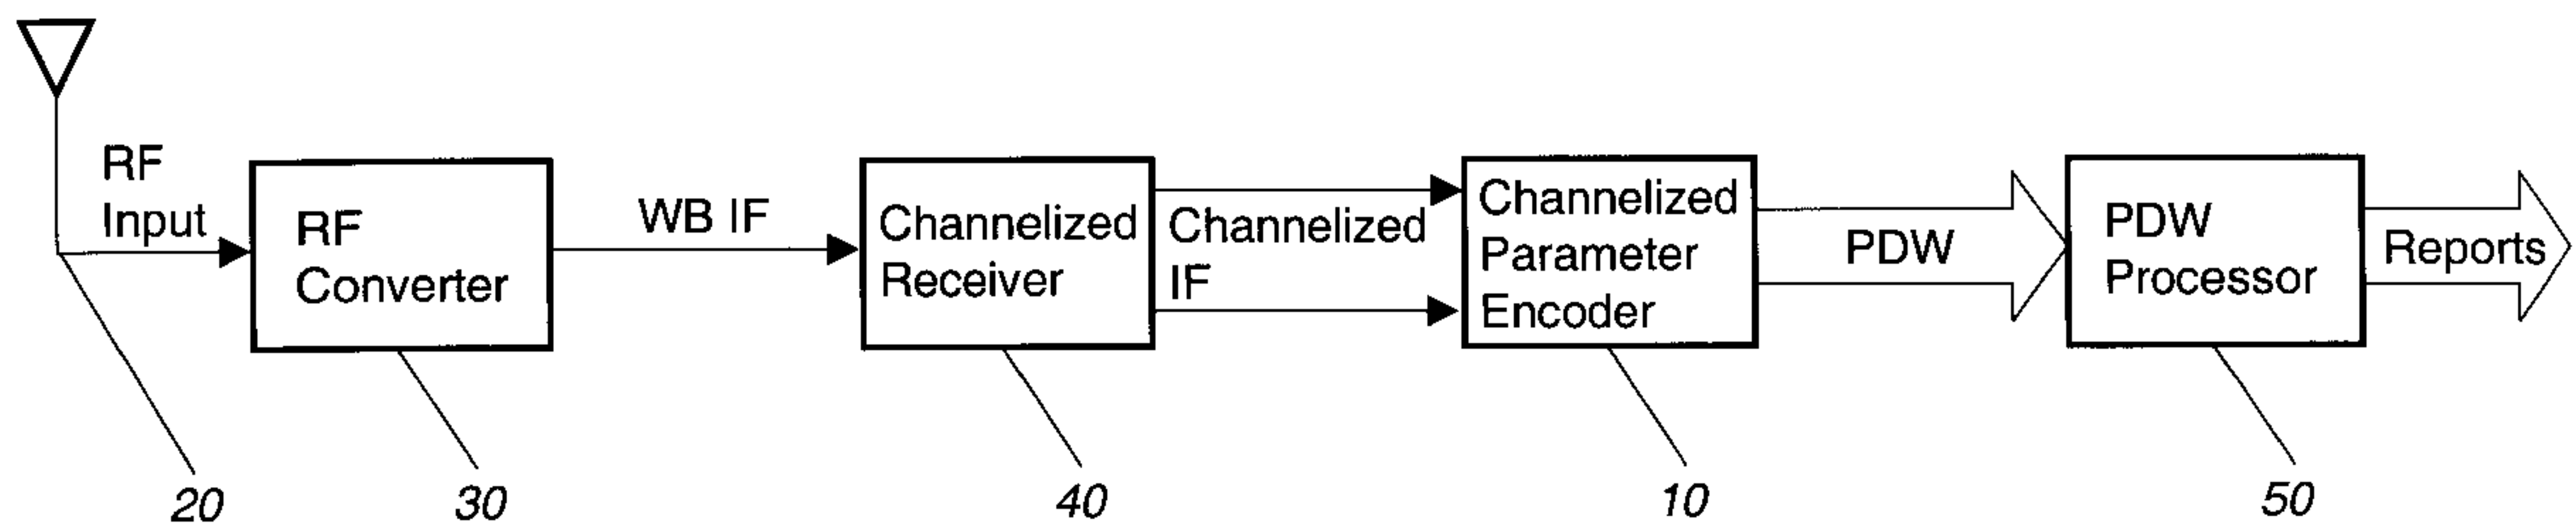 RF
Input
RF
Converter
WB IF
Channelized
Receiver
Channelized
IF
Channelized
Parameter
Encoder
PDW
PDW
Processor
Reports
20
30
40
10
50